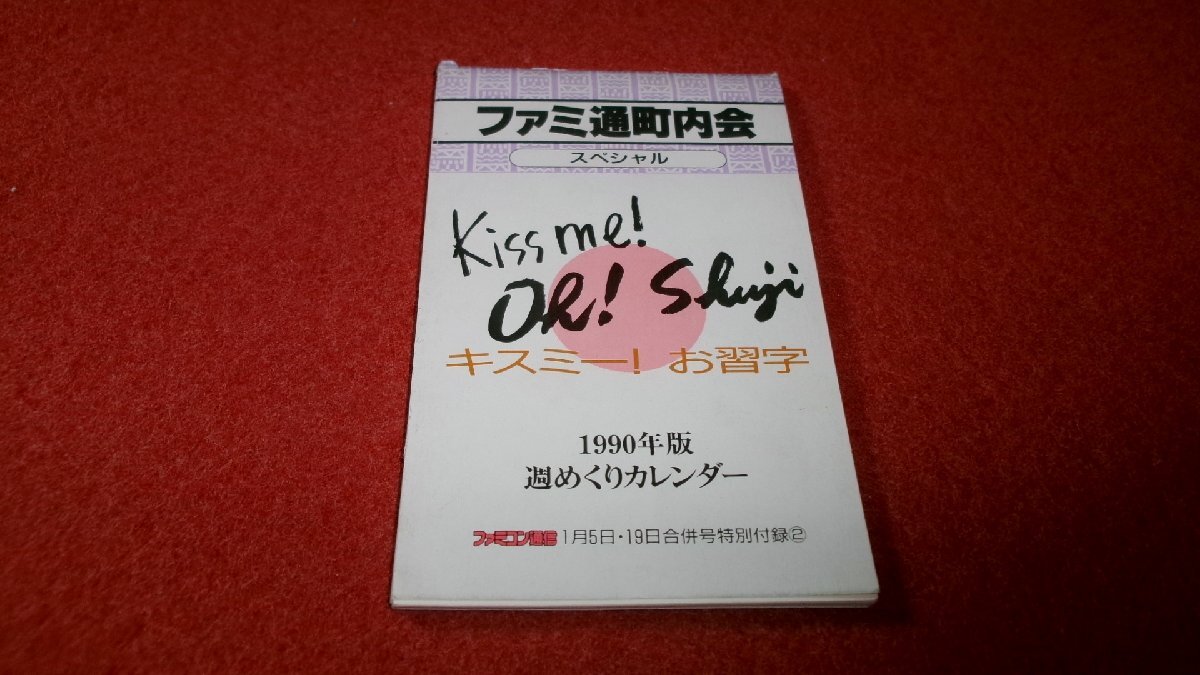 ファミ通町内会
スペシャル
Kiss me!
Oh! Shuji
キスミー! お習字
1990年版
週めくりカレンダー
ファミコン通信 1月5日・19日合併号特別付録②